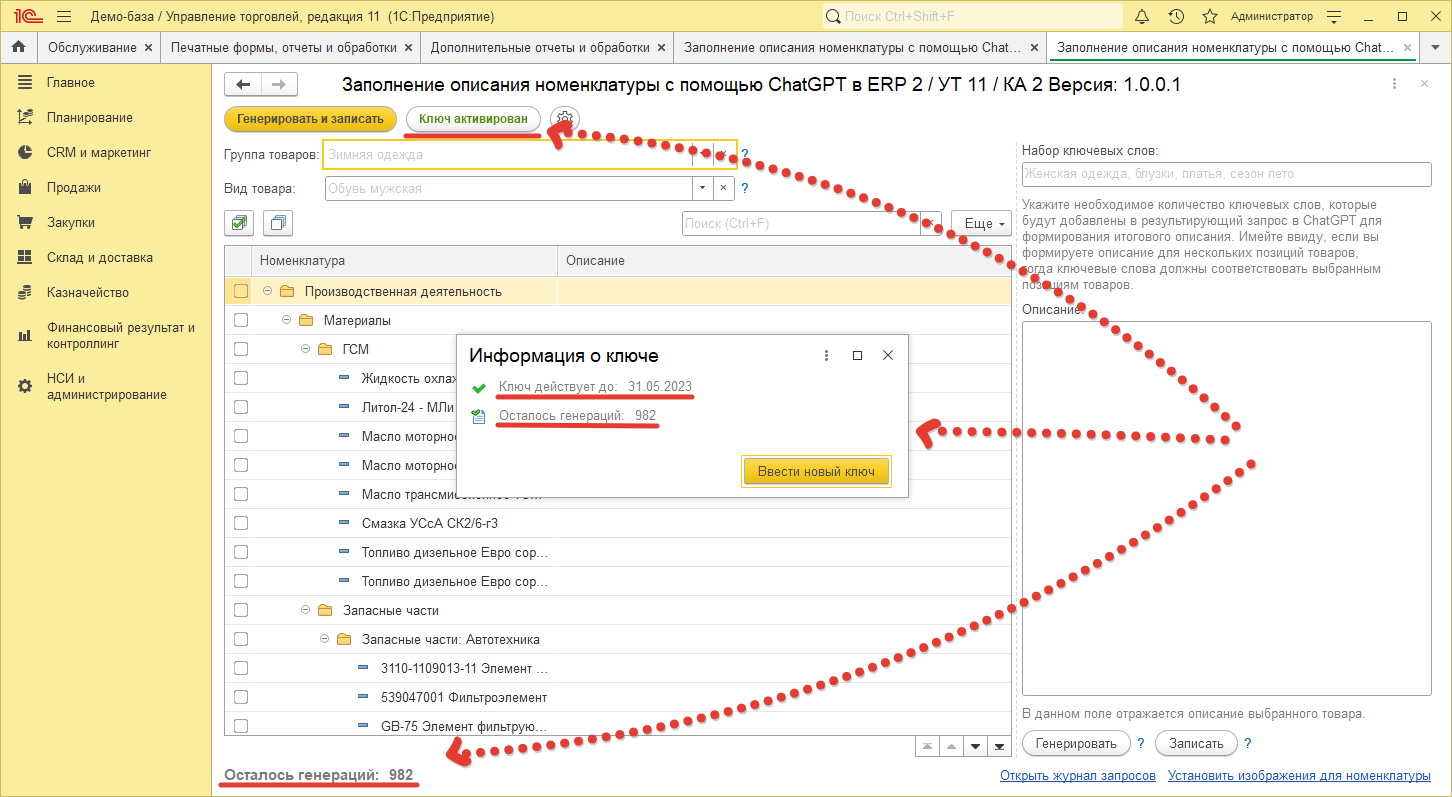 1С
Демо-база / Управление торговлей, редакция 11 (1С:Предприятие)
Поиск Ctrl+Shift+F
Администратор
Обслуживание
Печатные формы, отчеты и обработки
Дополнительные отчеты и обработки
Заполнение описания номенклатуры с помощью Chat...
Заполнение описания номенклатуры с помощью Chat...
Главное
Планирование
CRM и маркетинг
Продажи
Закупки
Склад и доставка
Казначейство
Финансовый результат и
контроллинг
НСИ и
администрирование
Заполнение описания номенклатуры с помощью ChatGPT в ERP 2 / УТ 11 / КА 2 Версия: 1.0.0.1
Генерировать и записать
Ключ активирован
Группа товаров:
Зимняя одежда
?
Вид товара:
Обувь мужская
?
Поиск (Ctrl+F)
Еще
Номенклатура
Описание
Производственная деятельность
Материалы
ГСМ
Жидкость охла
Литол-24 - МЛи
Масло моторно
Масло моторно
Масло трансмиссионное
Смазка УСсА СК2/6-г3
Топливо дизельное Евро сор...
Топливо дизельное Евро сор...
Запасные части
Запасные части: Автотехника
3110-1109013-11 Элемент ...
539047001 Фильтроэлемент
GB-75 Элемент фильтрую...
Осталось генераций: 982
Информация о ключе
Ключ действует до: 31.05.2023
Осталось генераций: 982
Ввести новый ключ
Набор ключевых слов:
Женская одежда, блузки, платья, сезон лето
Укажите необходимое количество ключевых слов, которые
будут добавлены в результирующий запрос в ChatGPT для
формирования итогового описания. Имейте ввиду, если вы
формируете описание для нескольких позиций товаров,
тогда ключевые слова должны соответствовать выбранным
позициям товаров.
Описание:
В данном поле отражается описание выбранного товара.
Генерировать
?
Записать
?
Открыть журнал запросов
Установить изображения для номенклатуры